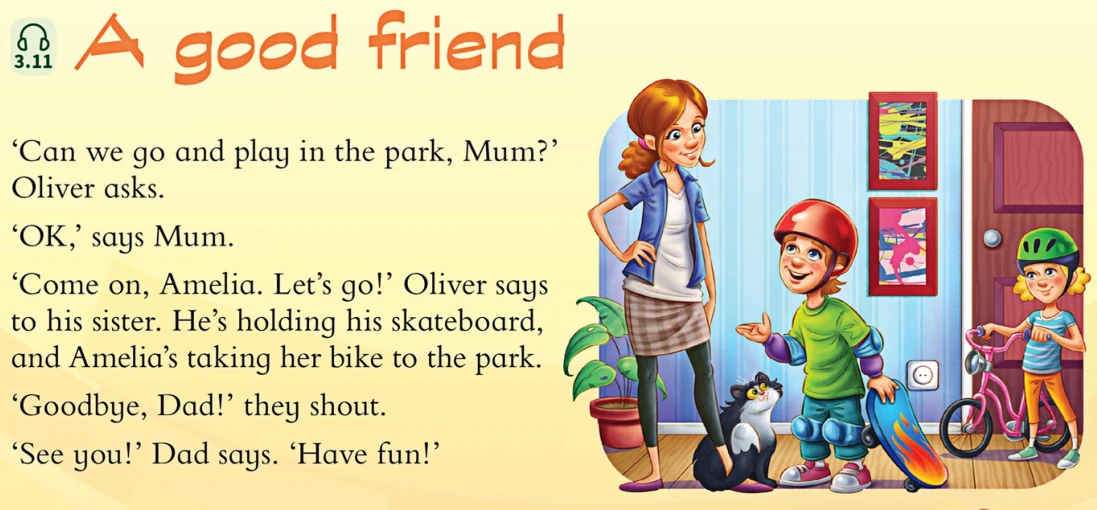 3.11
A good friend
‘Can we go and play in the park, Mum?’
Oliver asks.
‘OK,’ says Mum.
‘Come on, Amelia. Let’s go!’ Oliver says
to his sister. He’s holding his skateboard,
and Amelia’s taking her bike to the park.
‘Goodbye, Dad!’ they shout.
‘See you!’ Dad says. ‘Have fun!’